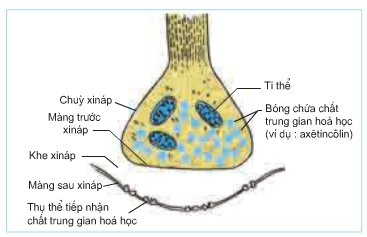 Chuỳ xináp
Màng trước
xináp
Khe xináp
Màng sau xináp
Thụ thể tiếp nhận
chất trung gian hoá học
Ti thể
Bóng chứa chất
trung gian hoá học
(ví dụ : axêtincôlin)